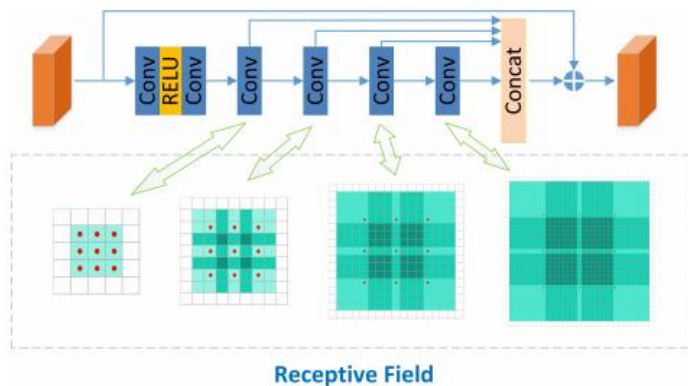 Conv
RELU
Conv
Conv
Conv
Conv
Conv
Concat
Receptive Field